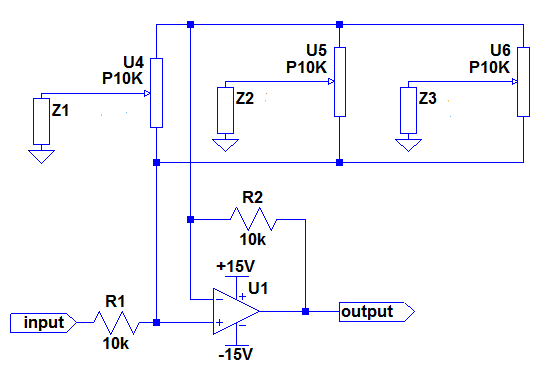 U4
P10K
U5
P10K
U6
P10K
Z1
Z2
Z3
R2
10k
+15V
U1
−
+
+
−
R1
10k
input
output
-15V